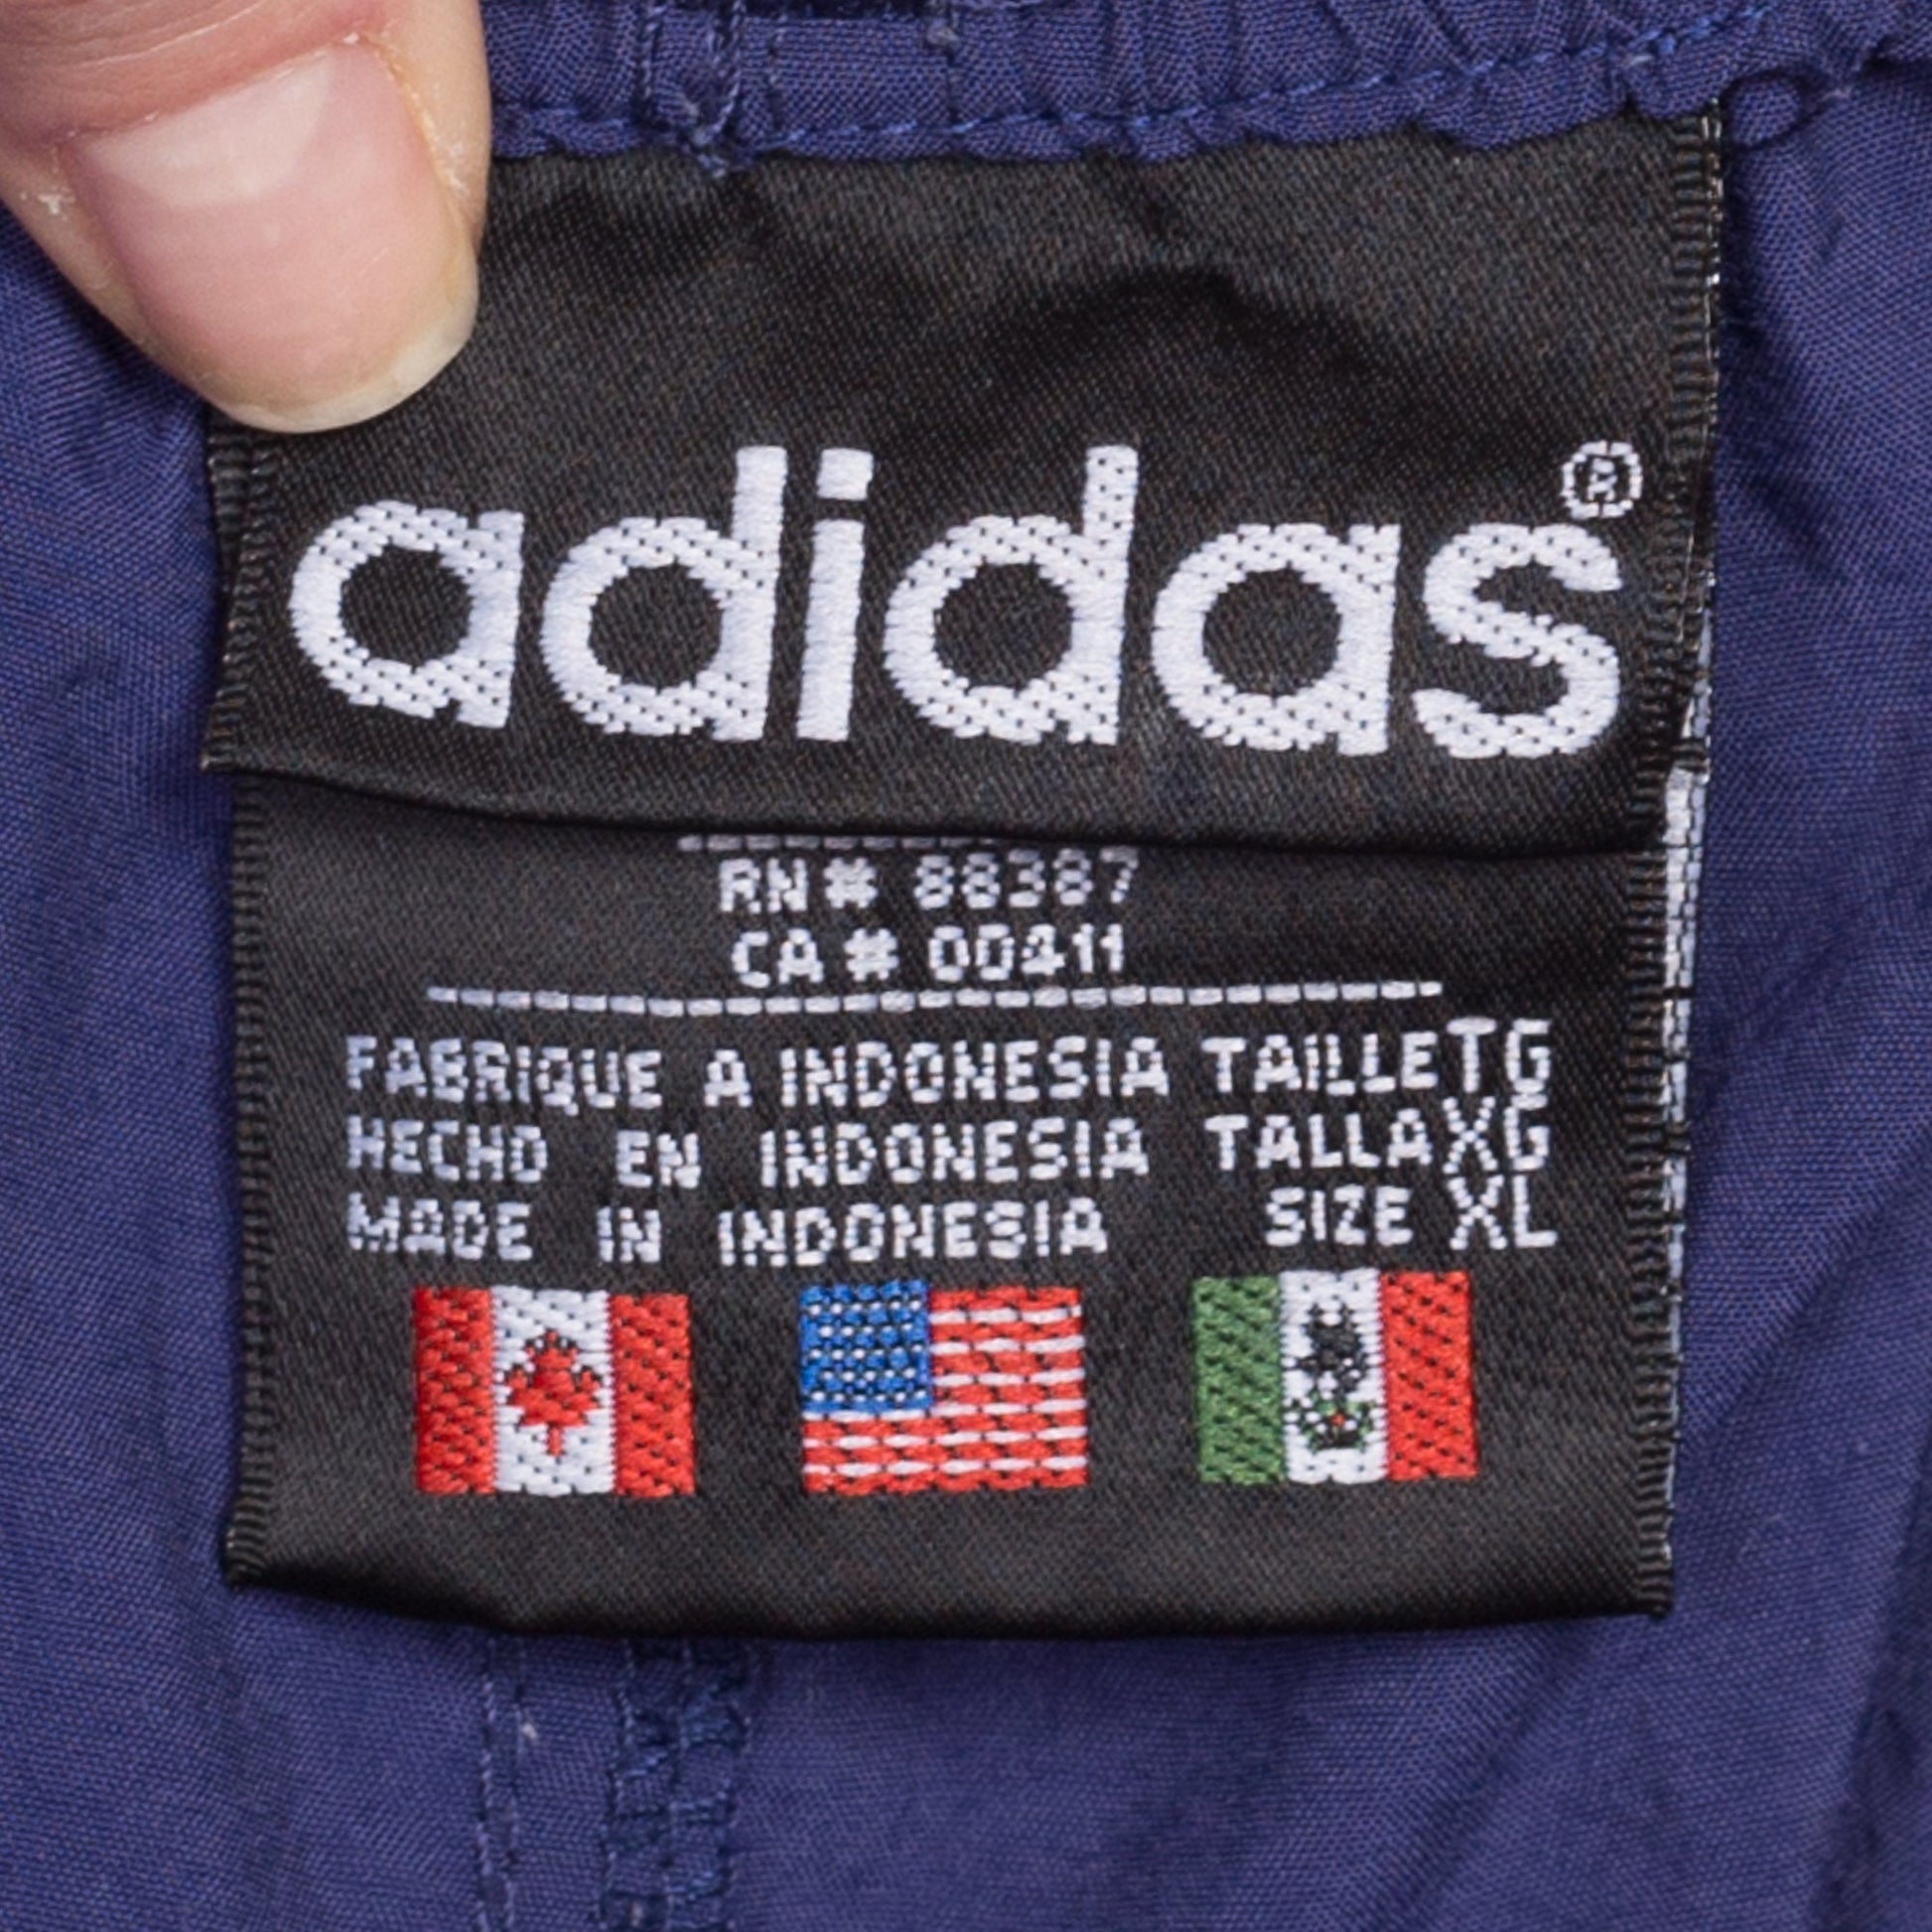 adidas®
RN # 88387
CA # 00411
FABRIQUE A INDONESIA TAILLE TG
HECHO EN INDONESIA TALLA XG
MADE IN INDONESIA SIZE XL